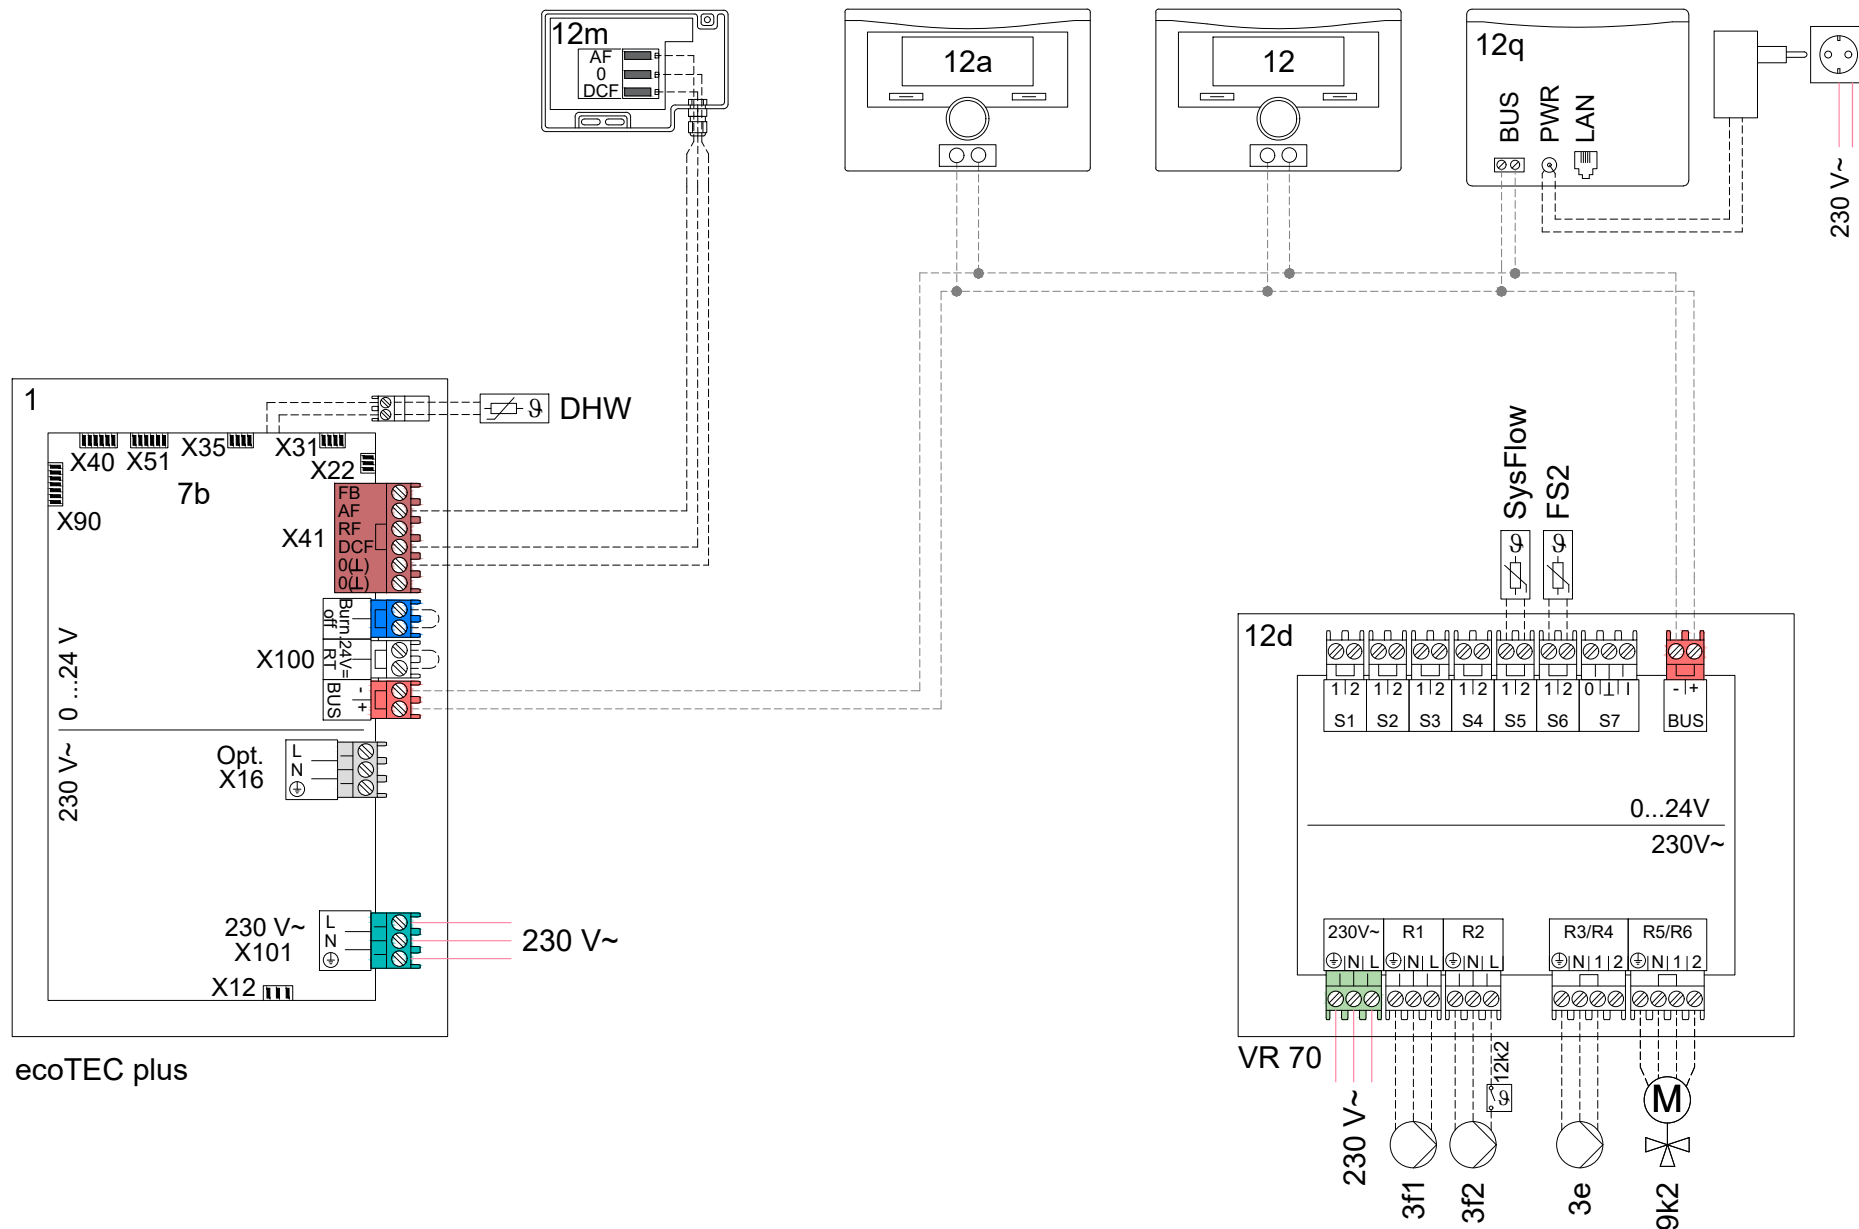 12m
AF
0
DCF
12a
12
12q
BUS
PWR
LAN
230 V~
1
DHW
X40
X51
X35
X31
X22
7b
X90
X41
FB
AF
RF
DCF
0(⊥)
0(⊥)
Burn.
off
X100
24V=
RT
BUS
-
+
0 ...24 V
230 V~
Opt.
X16
L
N
230 V~
X101
L
N
230 V~
X12
ecoTEC plus
SysFlow
FS2
12d
1 2
1 2
1 2
1 2
1 2
1 2
0 ⊥ I
- +
S1
S2
S3
S4
S5
S6
S7
BUS
0...24V
230V~
230V~
R1
R2
R3/R4
R5/R6
N L
N L
N L
N 1 2
N 1 2
VR 70
12k2
M
230 V~
3f1
3f2
3e
9k2